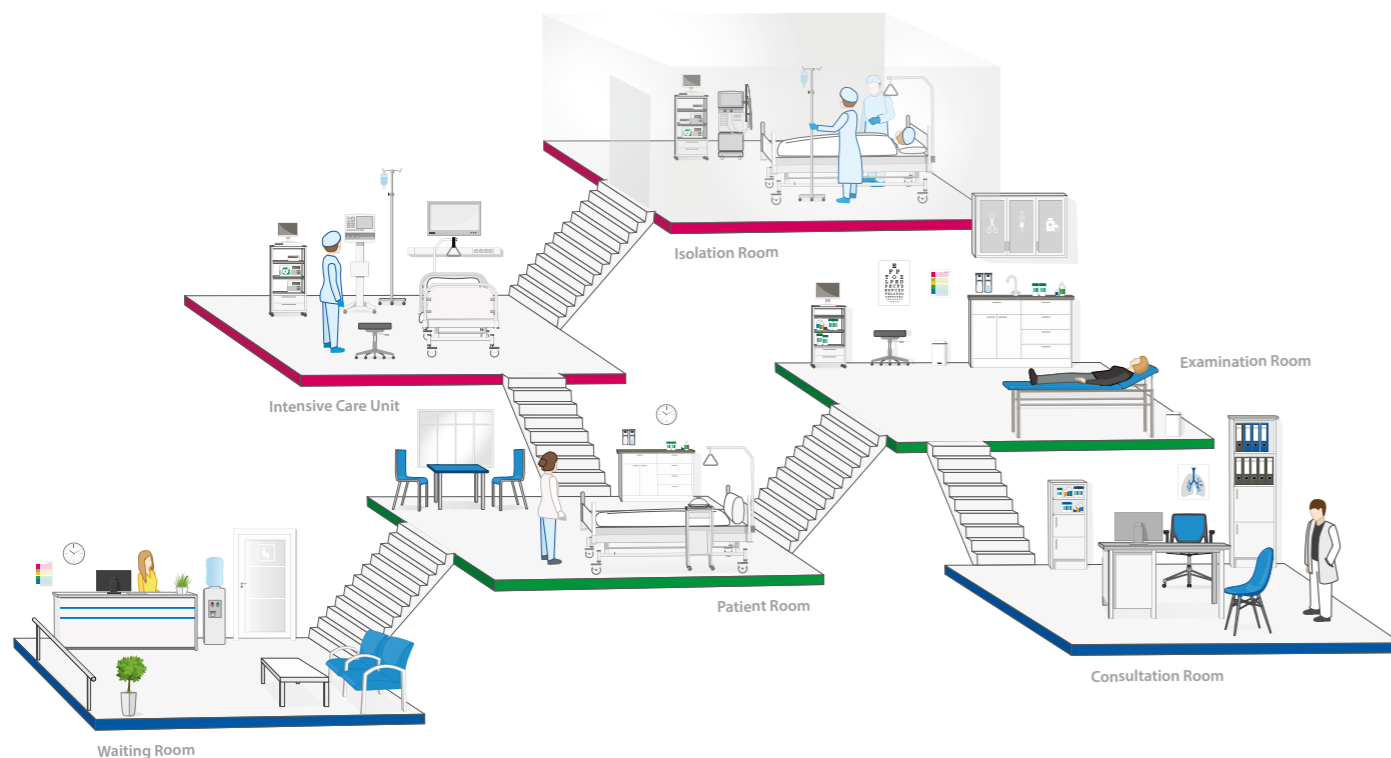 Isolation Room
Intensive Care Unit
Examination Room
Patient Room
Consultation Room
Waiting Room